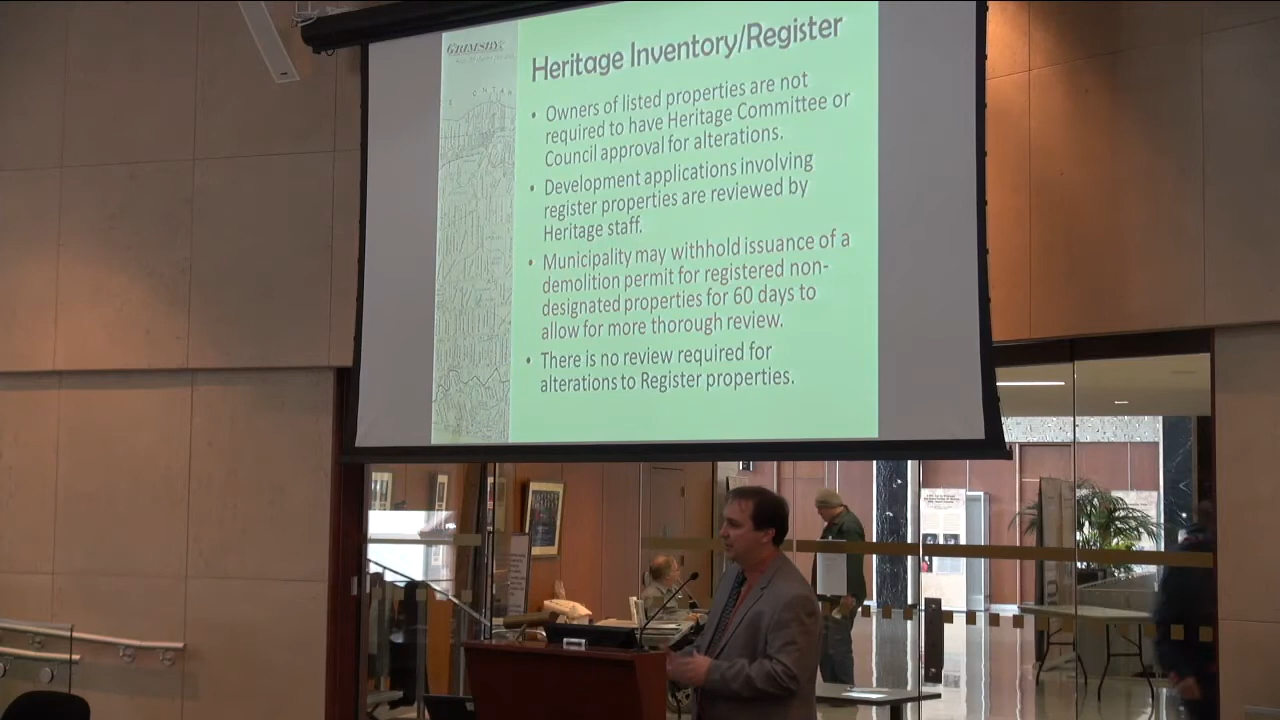 GRIMSBY
Heritage Inventory/Register
• Owners of listed properties are not
required to have Heritage Committee or
Council approval for alterations.
• Development applications involving
register properties are reviewed by
Heritage staff.
• Municipality may withhold issuance of a
demolition permit for registered non-
designated properties for 60 days to
allow for more thorough review.
• There is no review required for
alterations to Register properties.